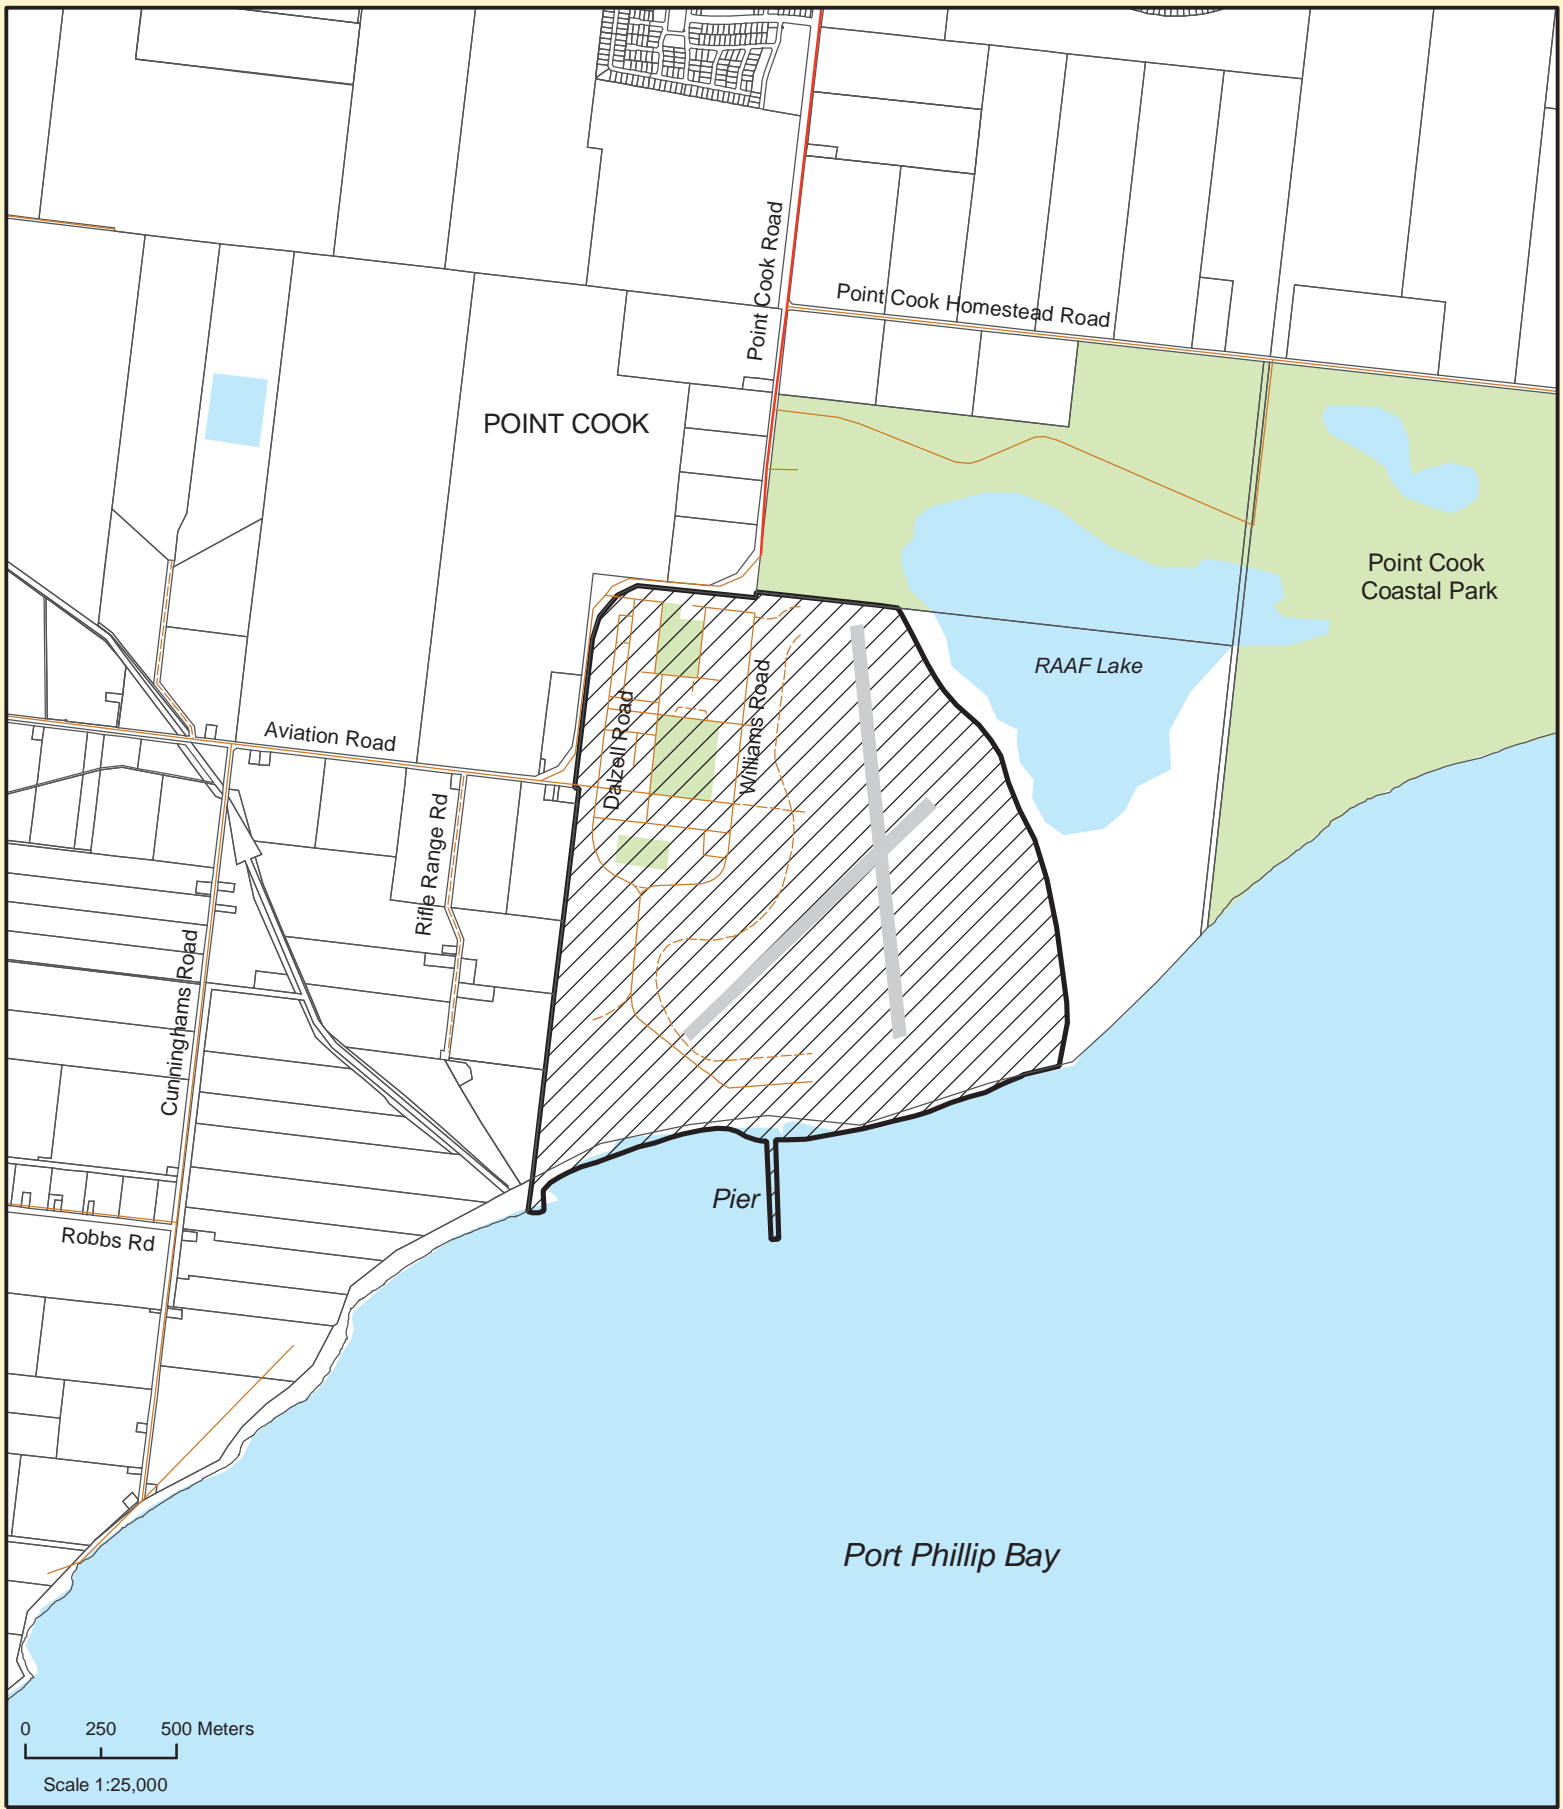 Point Cook Road
Point Cook Homestead Road
POINT COOK
Point Cook
Coastal Park
RAAF Lake
Aviation Road
Dalzell Road
Williams Road
Rifle Range Rd
Cunninghams Road
Pier
Robbs Rd
Port Phillip Bay
0 250 500 Meters
Scale 1:25,000